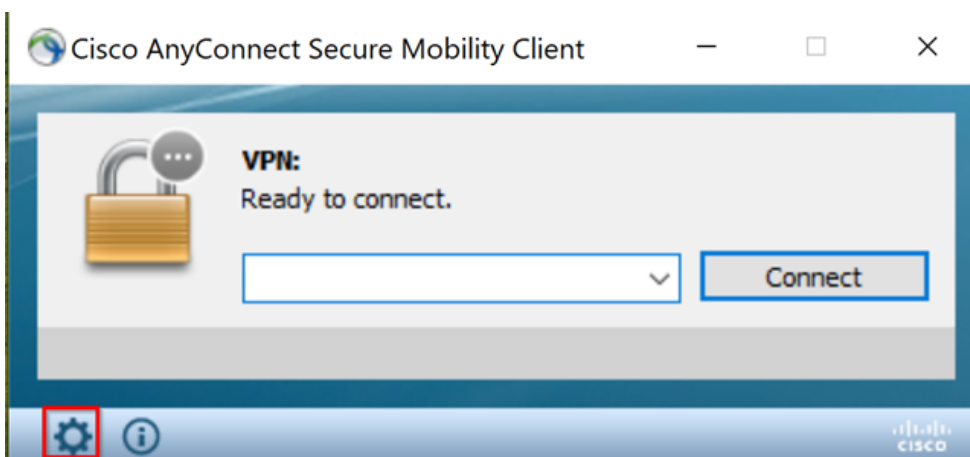 Cisco AnyConnect Secure Mobility Client
VPN:
Ready to connect.
Connect
CISCO